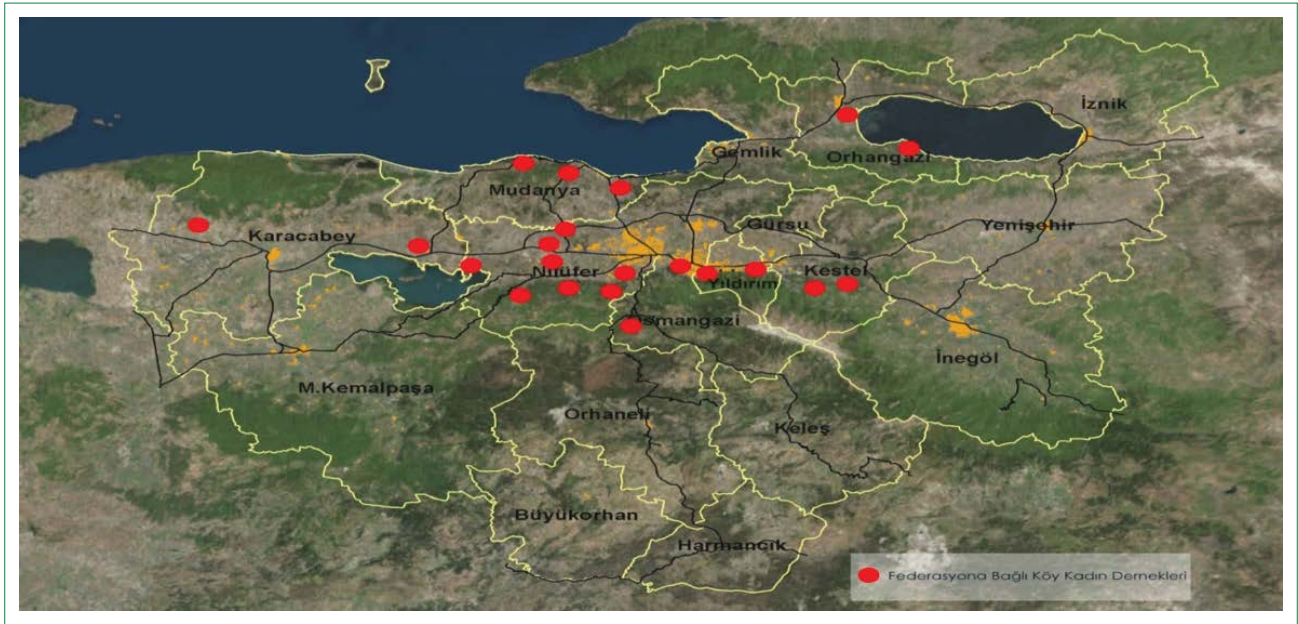 İznik
Gemlik
Orhangazi
Mudanya
Gürsu
Yenişehir
Karacabey
Nilüfer
Yıldırım
Kestel
Osmangazi
İnegöl
M.Kemalpaşa
Orhaneli
Keleş
Büyükorhan
Harmancık
Federasyona Bağlı Köy Kadın Dernekleri